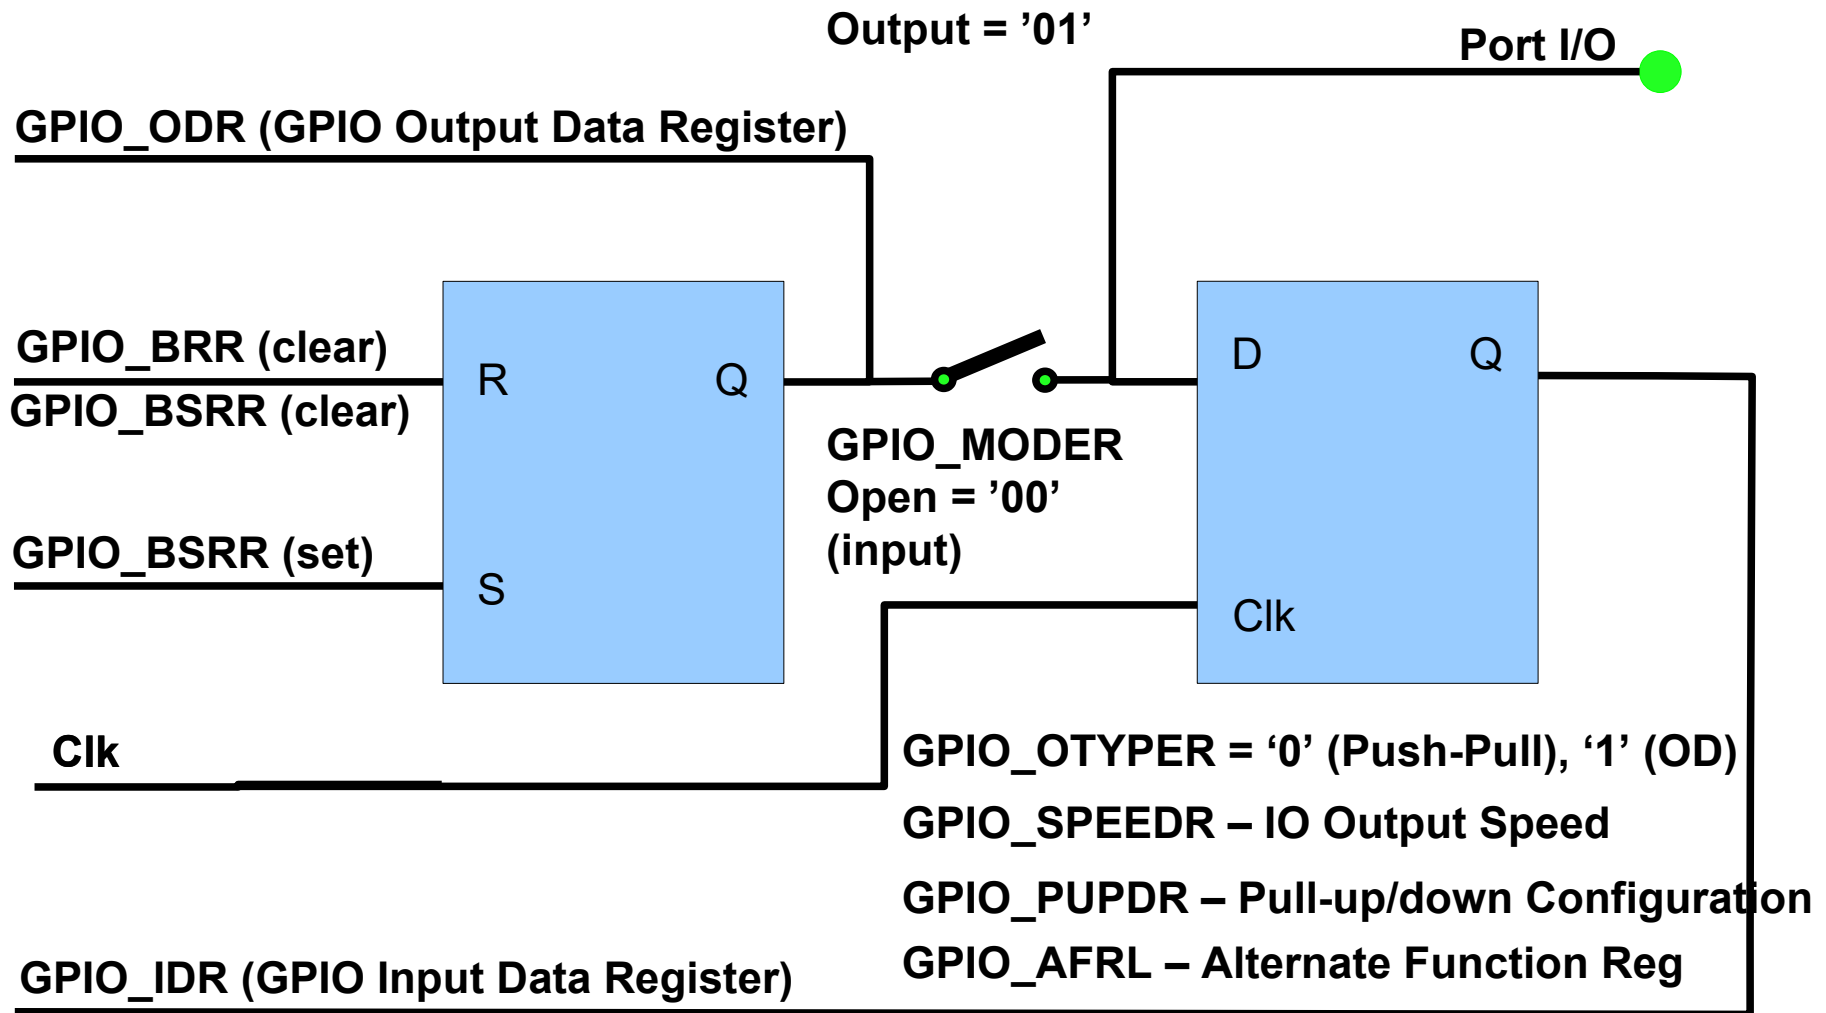 Output = ’01’
Port I/O
GPIO_ODR (GPIO Output Data Register)
GPIO_BRR (clear)
GPIO_BSRR (clear)
GPIO_BSRR (set)
R
Q
S
GPIO_MODER
Open = ’00’
(input)
D
Q
Clk
Clk
GPIO_OTYPER = ‘0’ (Push-Pull), ‘1’ (OD)
GPIO_SPEEDR – IO Output Speed
GPIO_PUPDR – Pull-up/down Configuration
GPIO_AFRL – Alternate Function Reg
GPIO_IDR (GPIO Input Data Register)